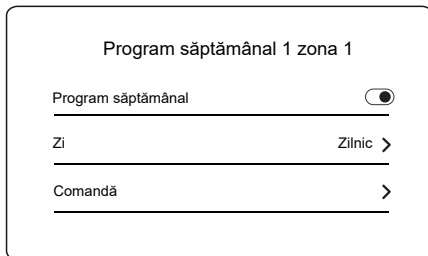 Program săptămânal 1 zona 1
Program săptămânal
Zi Zilnic
Comandă